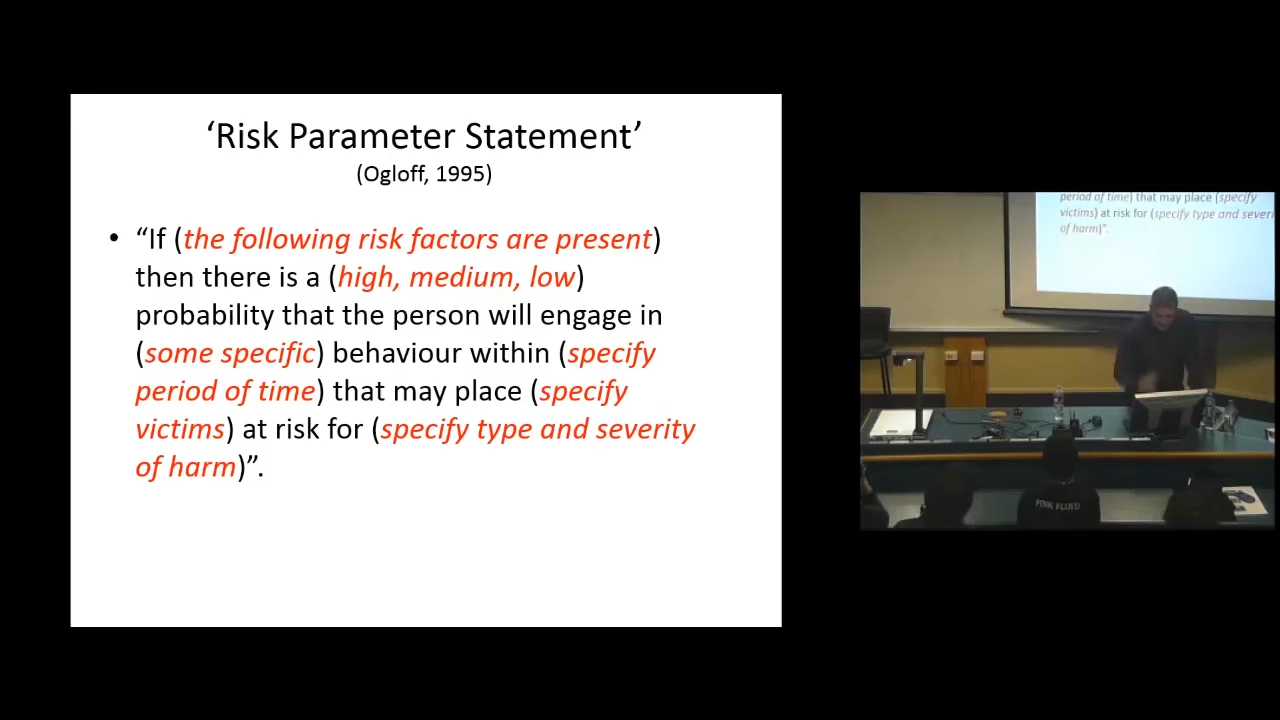 ‘Risk Parameter Statement’
(Ogloff, 1995)
• “If (the following risk factors are present)
then there is a (high, medium, low)
probability that the person will engage in
(some specific) behaviour within (specify
period of time) that may place (specify
victims) at risk for (specify type and severity
of harm)”.
period of time) that may place (specify
victims) at risk for (specify type and severi
of harm)”.
PINK FLOYD